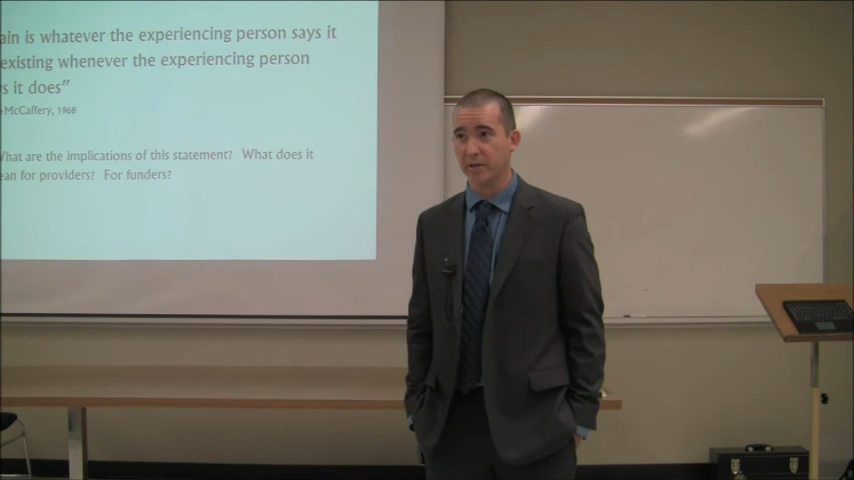 ain is whatever the experiencing person says it
existing whenever the experiencing person
s it does”
McCaffery, 1968
hat are the implications of this statement? What does it
ean for providers? For funders?